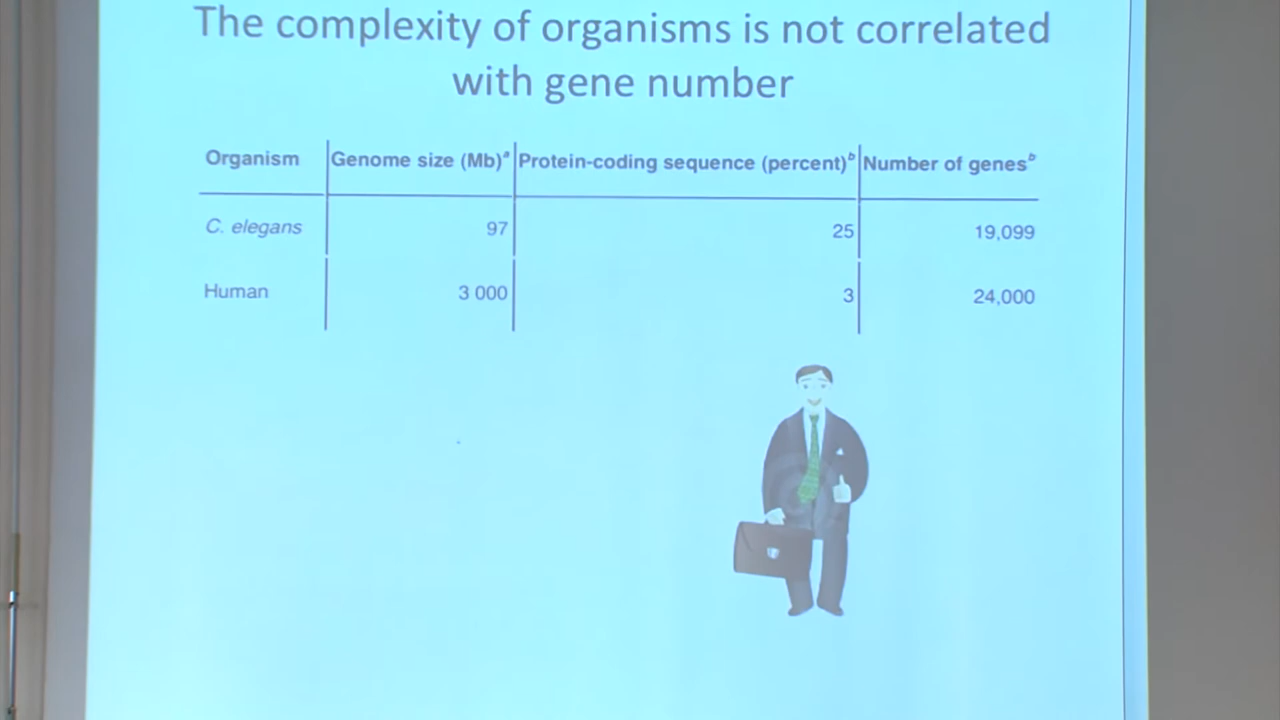 The complexity of organisms is not correlated
with gene number
Organism Genome size (Mb)ᵃ Protein-coding sequence (percent)ᵇ Number of genesᵇ
C. elegans 97 25 19,099
Human 3 000 3 24,000